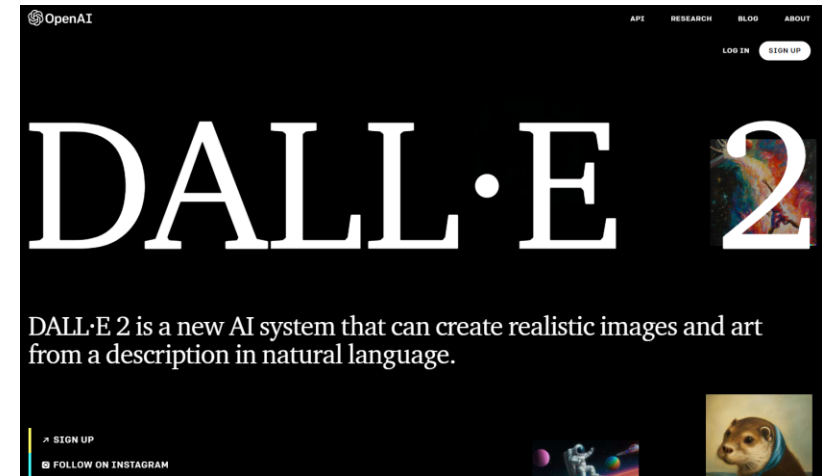 OpenAI
API RESEARCH BLOG ABOUT
LOG IN SIGN UP
DALL·E 2
DALL·E 2 is a new AI system that can create realistic images and art
from a description in natural language.
SIGN UP
FOLLOW ON INSTAGRAM